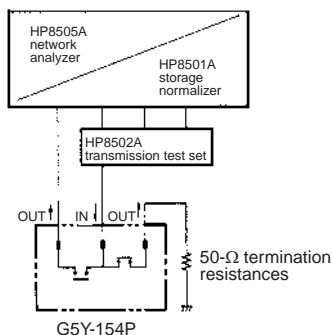 HP8505A
network
analyzer
HP8501A
storage
normalizer
HP8502A
transmission test set
OUT IN OUT
50-Ω termination
resistances
G5Y-154P